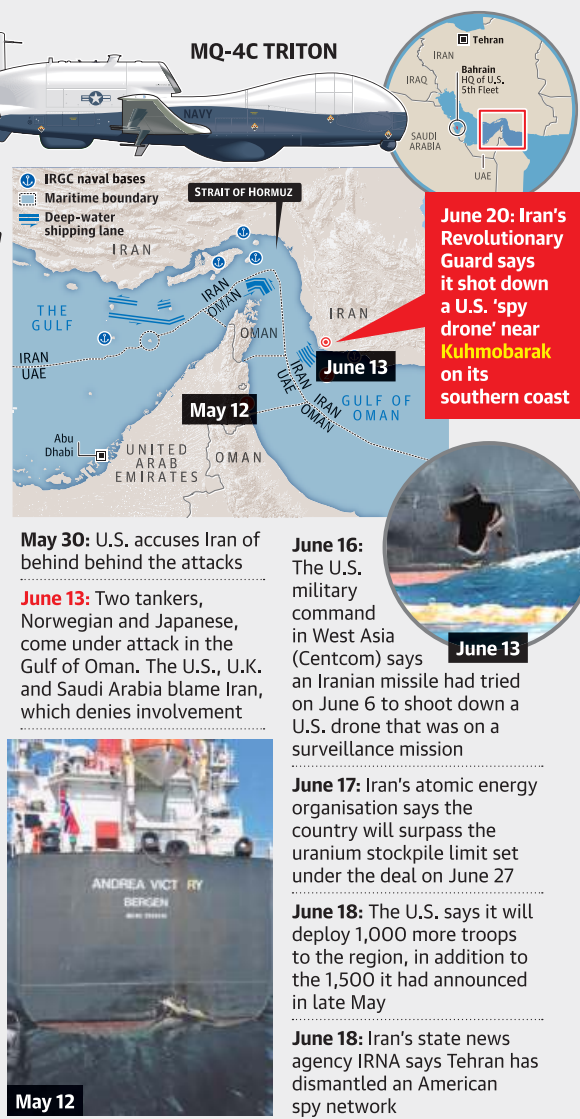 MQ-4C TRITON
NAVY
Tehran
IRAN
Bahrain
HQ of U.S.
5th Fleet
IRAQ
SAUDI
ARABIA
UAE
IRGC naval bases
Maritime boundary
Deep-water
shipping lane
STRAIT OF HORMUZ
IRAN
IRAN
OMAN
THE
GULF
IRAN
UAE
OMAN
IRAN
June 13
IRAN
UAE
IRAN
OMAN
GULF OF
OMAN
May 12
Abu
Dhabi
UNITED
ARAB
EMIRATES
OMAN
June 20: Iran's
Revolutionary
Guard says
it shot down
a U.S. 'spy
drone' near
Kuhmobarak
on its
southern coast
May 30: U.S. accuses Iran of
behind behind the attacks
June 13: Two tankers,
Norwegian and Japanese,
come under attack in the
Gulf of Oman. The U.S., U.K.
and Saudi Arabia blame Iran,
which denies involvement
ANDREA VICT RY
BERGEN
May 12
June 13
June 16:
The U.S.
military
command
in West Asia
(Centcom) says
an Iranian missile had tried
on June 6 to shoot down a
U.S. drone that was on a
surveillance mission
June 17: Iran's atomic energy
organisation says the
country will surpass the
uranium stockpile limit set
under the deal on June 27
June 18: The U.S. says it will
deploy 1,000 more troops
to the region, in addition to
the 1,500 it had announced
in late May
June 18: Iran's state news
agency IRNA says Tehran has
dismantled an American
spy network